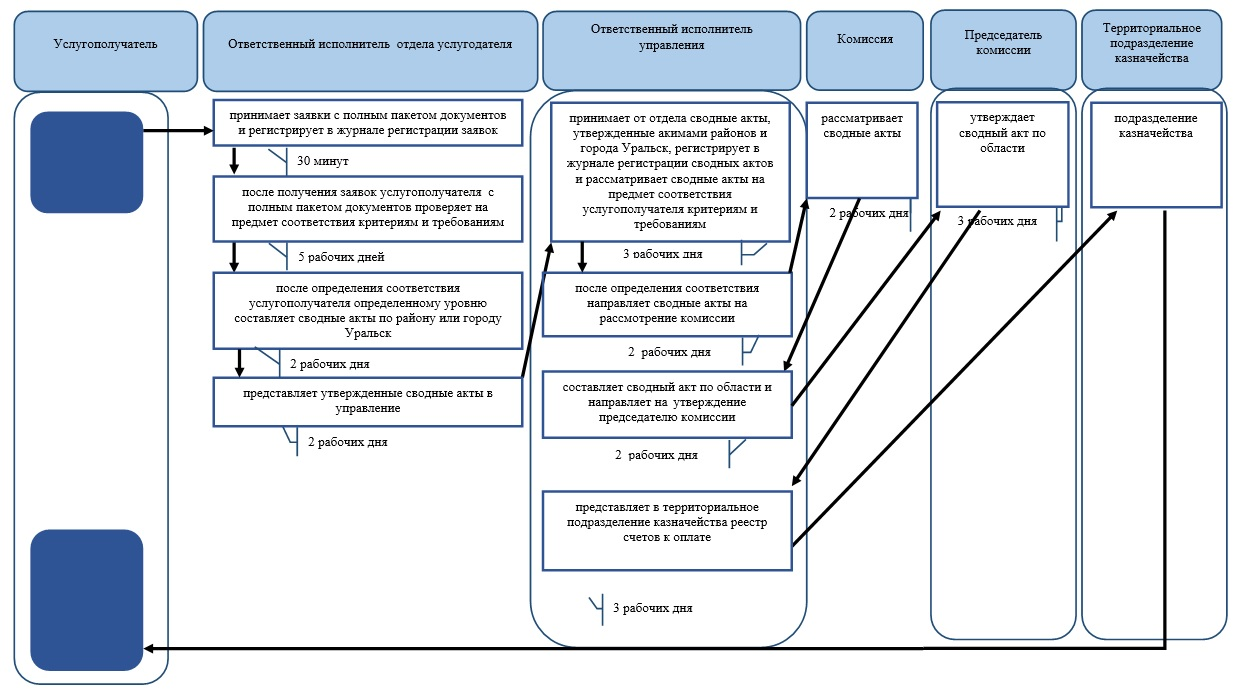 Услугополучатель
Ответственный исполнитель отдела услугодателя
Ответственный исполнитель
управления
Комиссия
Председатель
комиссии
Территориальное
подразделение
казначейства
принимает заявки с полным пакетом документов
и регистрирует в журнале регистрации заявок
30 минут
после получения заявок услугополучателя с
полным пакетом документов проверяет на
предмет соответствия критериям и требованиям
5 рабочих дней
после определения соответствия
услугополучателя определенному уровню
составляет сводные акты по району или городу
Уральск
2 рабочих дня
представляет утвержденные сводные акты в
управление
2 рабочих дня
принимает от отдела сводные акты,
утвержденные акимами районов и
города Уральск, регистрирует в
журнале регистрации сводных актов
и рассматривает сводные акты на
предмет соответствия
услугополучателя критериям и
требованиям
3 рабочих дня
после определения соответствия
направляет сводные акты на
рассмотрение комиссии
2 рабочих дня
составляет сводный акт по области и
направляет на утверждение
председателю комиссии
2 рабочих дня
представляет в территориальное
подразделение казначейства реестр
счетов к оплате
3 рабочих дня
рассматривает
сводные акты
2 рабочих дня
утверждает
сводный акт по
области
3 рабочих дня
подразделение
казначейства